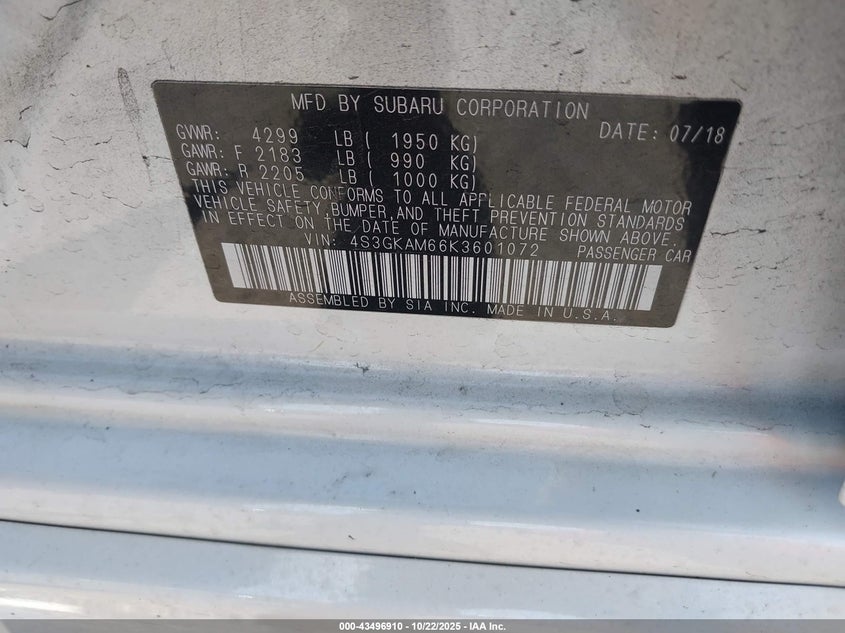 MFD BY SUBARU CORPORATION
GVWR: 4299 LB ( 1950 KG) DATE: 07/18
GAWR: F 2183 LB ( 990 KG)
GAWR: R 2205 LB ( 1000 KG)
THIS VEHICLE CONFORMS TO ALL APPLICABLE FEDERAL MOTOR
VEHICLE SAFETY,BUMPER,AND THEFT PREVENTION STANDARDS
IN EFFECT ON THE DATE OF MANUFACTURE SHOWN ABOVE.
VIN: 4S3GKAM66K3601072 PASSENGER CAR
ASSEMBLED BY SIA INC. MADE IN U.S.A.
000-43496910 - 10/22/2025 - IAA Inc.